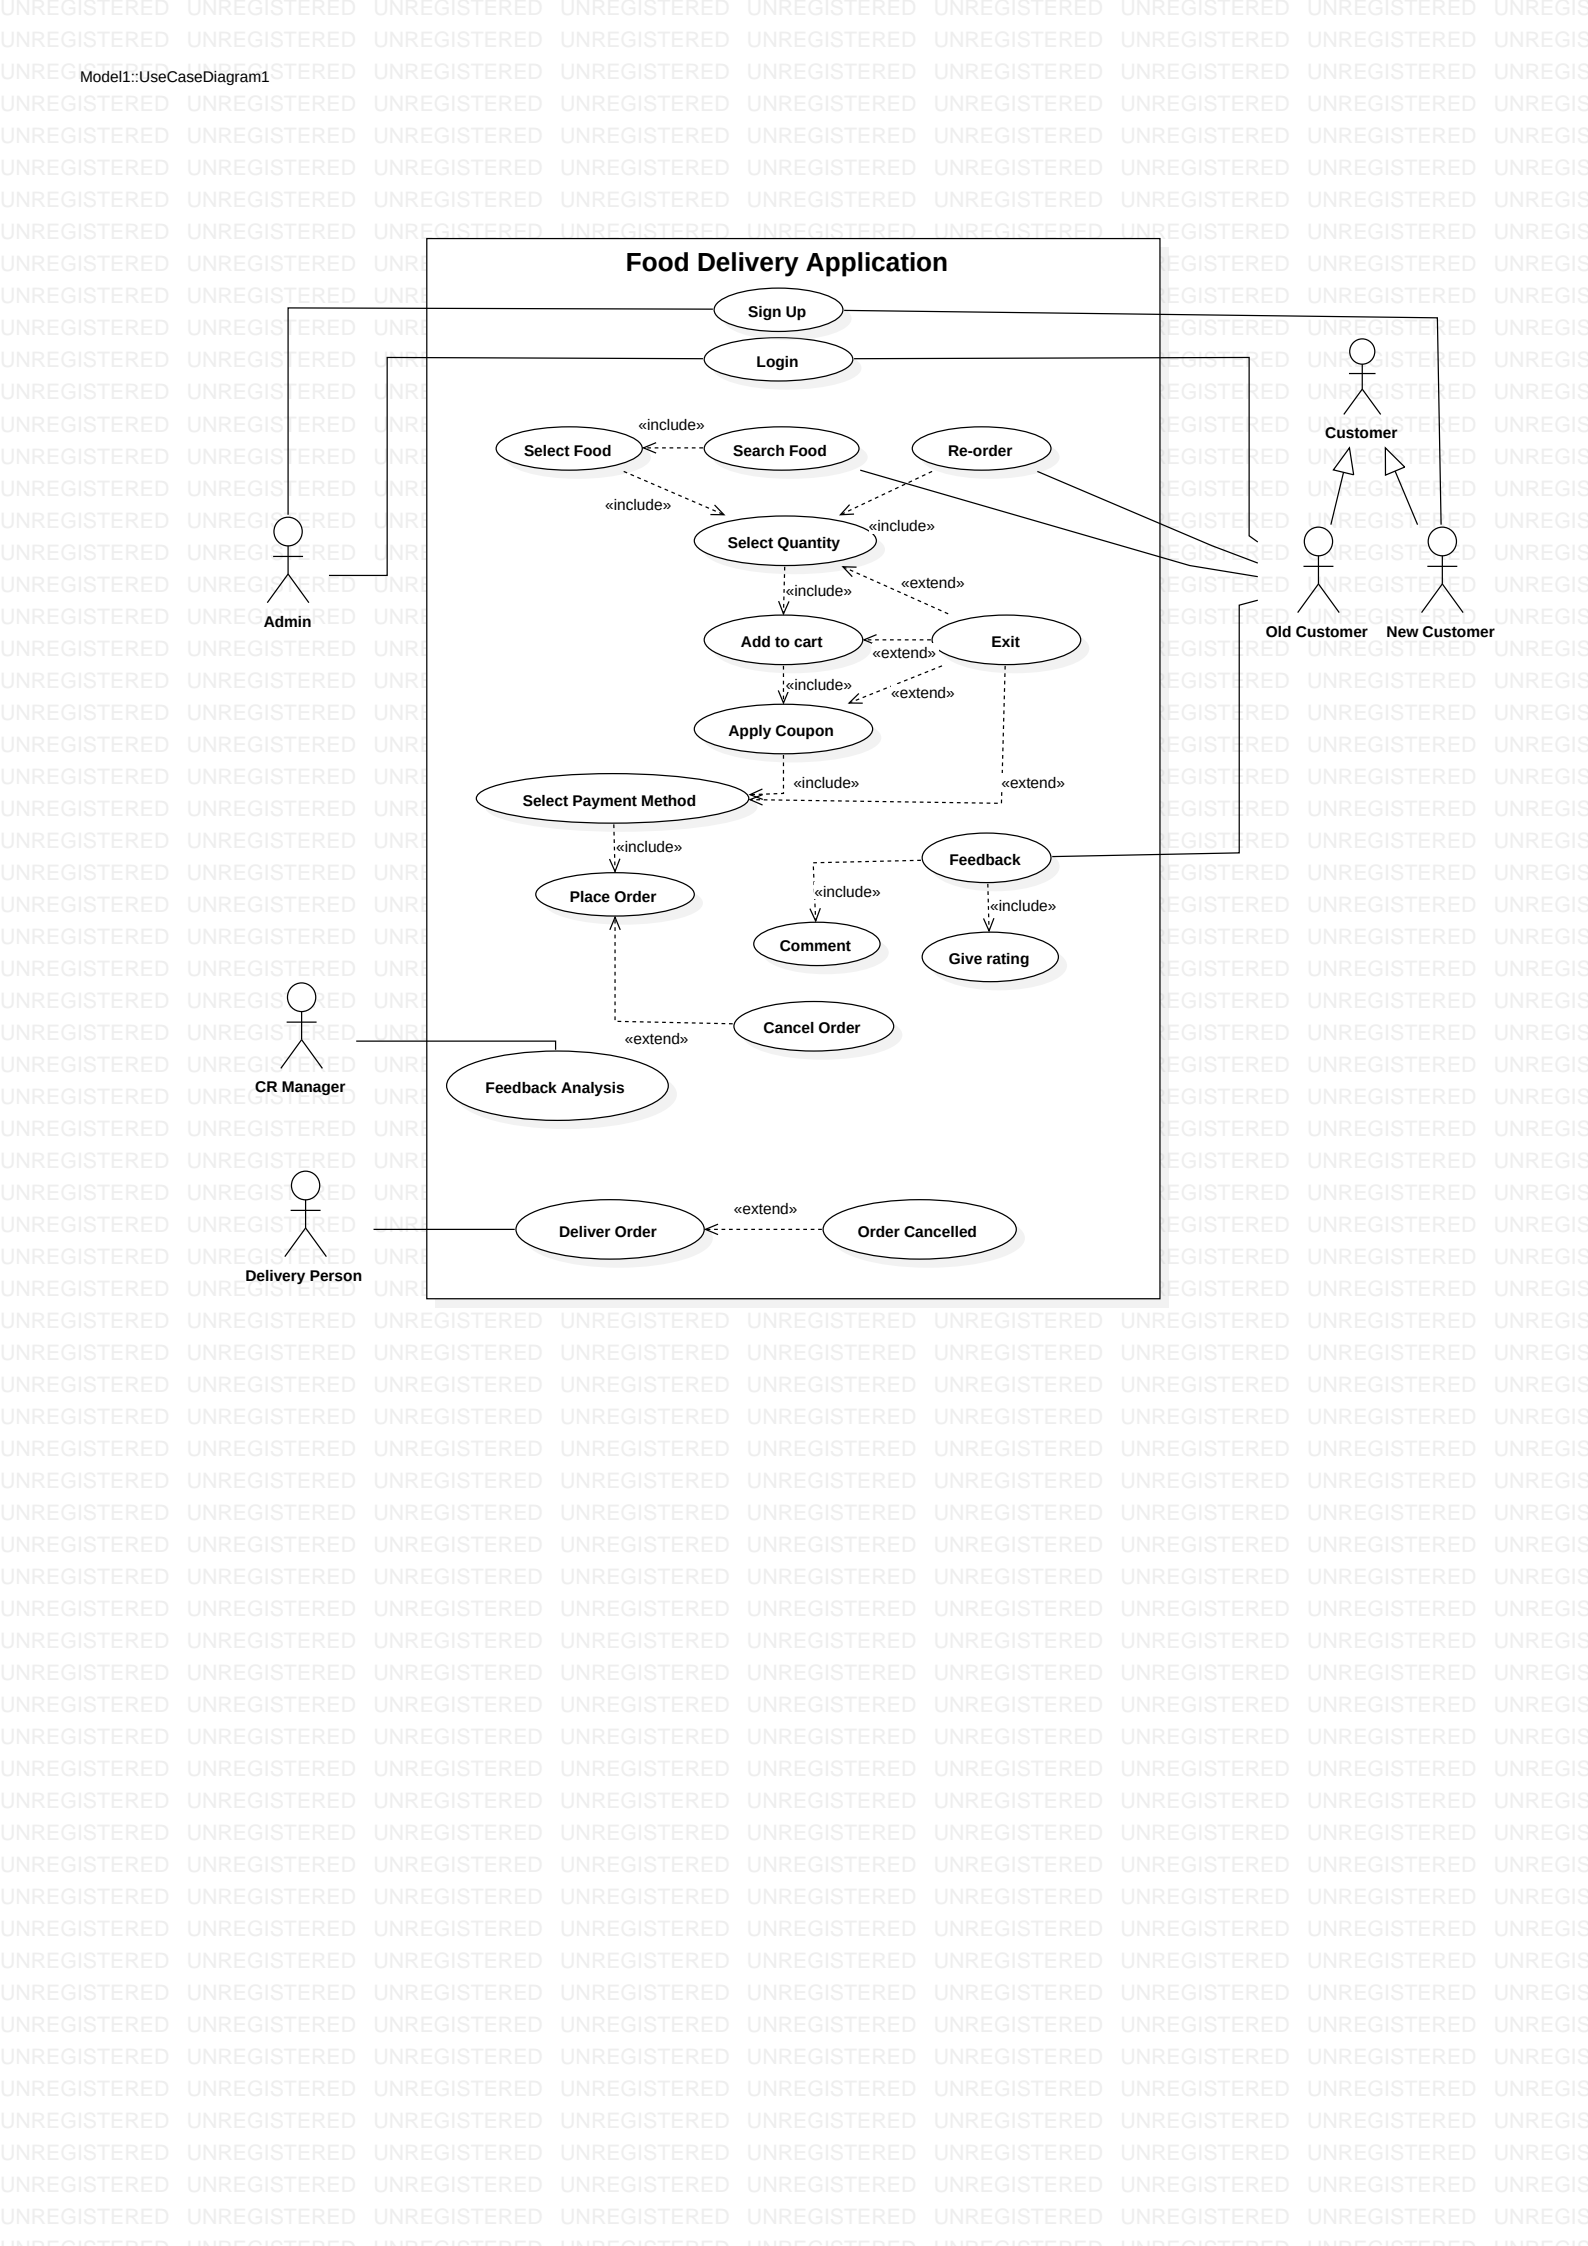 Model1::UseCaseDiagram1
Food Delivery Application
Sign Up
Login
Customer
«include»
Select Food
Search Food
Re-order
«include»
«include»
Select Quantity
«extend»
«include»
Admin
Old Customer
New Customer
Add to cart
Exit
«extend»
«include»
«extend»
Apply Coupon
«include»
«extend»
Select Payment Method
«include»
Feedback
«include»
Place Order
«include»
Comment
Give rating
Cancel Order
«extend»
CR Manager
Feedback Analysis
«extend»
Deliver Order
Order Cancelled
Delivery Person
UNREGISTERED